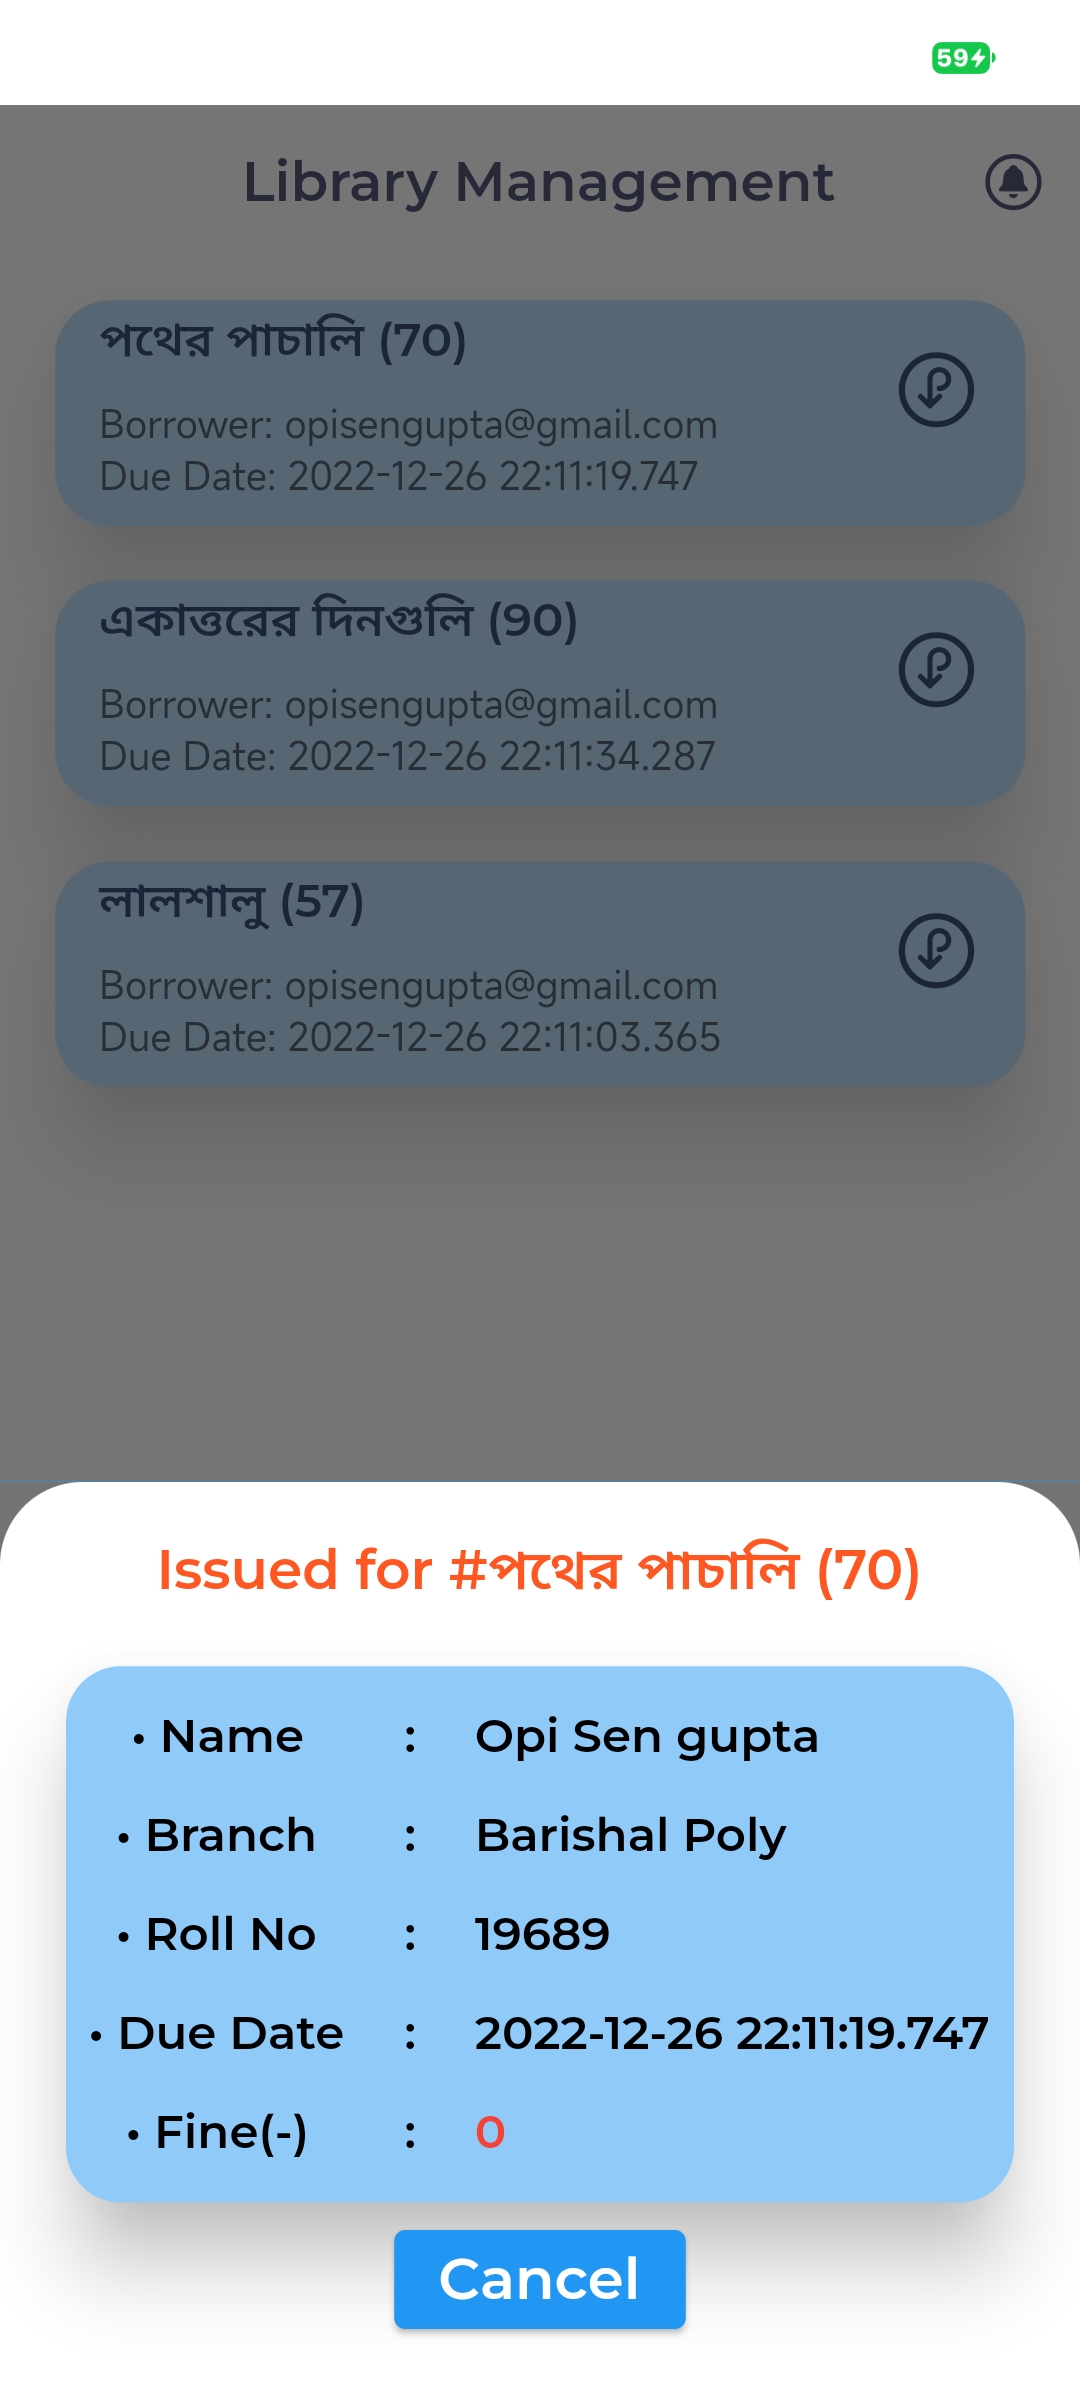 59
Library Management
পথের পাচালি (70)
Borrower: opisengupta@gmail.com
Due Date: 2022-12-26 22:11:19.747
একাত্তরের দিনগুলি (90)
Borrower: opisengupta@gmail.com
Due Date: 2022-12-26 22:11:34.287
লালশালু (57)
Borrower: opisengupta@gmail.com
Due Date: 2022-12-26 22:11:03.365
Issued for #পথের পাচালি (70)
• Name : Opi Sen gupta
• Branch : Barishal Poly
• Roll No : 19689
• Due Date : 2022-12-26 22:11:19.747
• Fine(-) : 0
Cancel